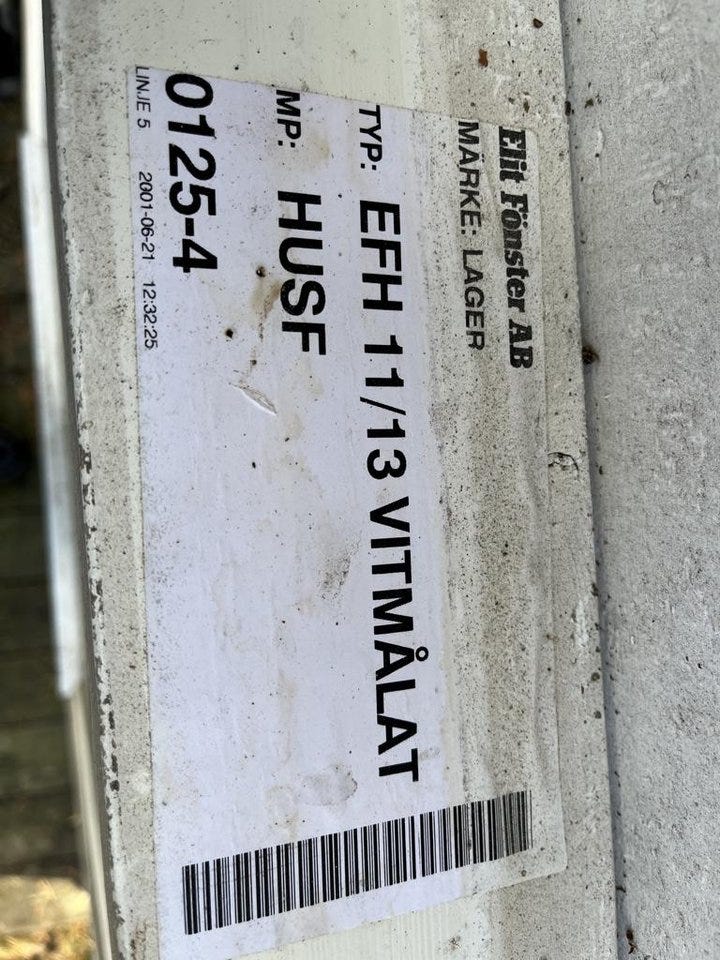 Elit Fönster AB
MÄRKE: LAGER
TYP: EFH 11/13 VITMÅLAT
MP: HUSF
0125-4
LINJE 5 2001-06-21 12:32:25